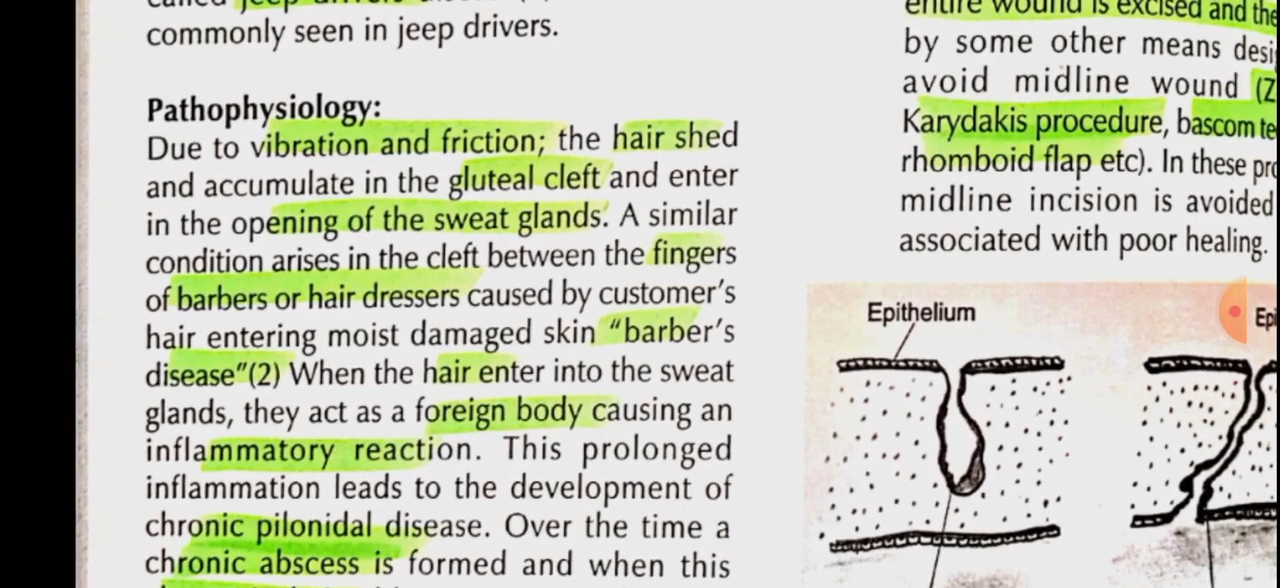 commonly seen in jeep drivers.
Pathophysiology:
Due to vibration and friction; the hair shed
and accumulate in the gluteal cleft and enter
in the opening of the sweat glands. A similar
condition arises in the cleft between the fingers
of barbers or hair dressers caused by customer's
hair entering moist damaged skin "barber's
disease"(2) When the hair enter into the sweat
glands, they act as a foreign body causing an
inflammatory reaction. This prolonged
inflammation leads to the development of
chronic pilonidal disease. Over the time a
chronic abscess is formed and when this
entire wound is excised and the
by some other means desi
avoid midline wound (Z
Karydakis procedure, bascom te
rhomboid flap etc). In these pro
midline incision is avoided
associated with poor healing.
Epithelium
Epi